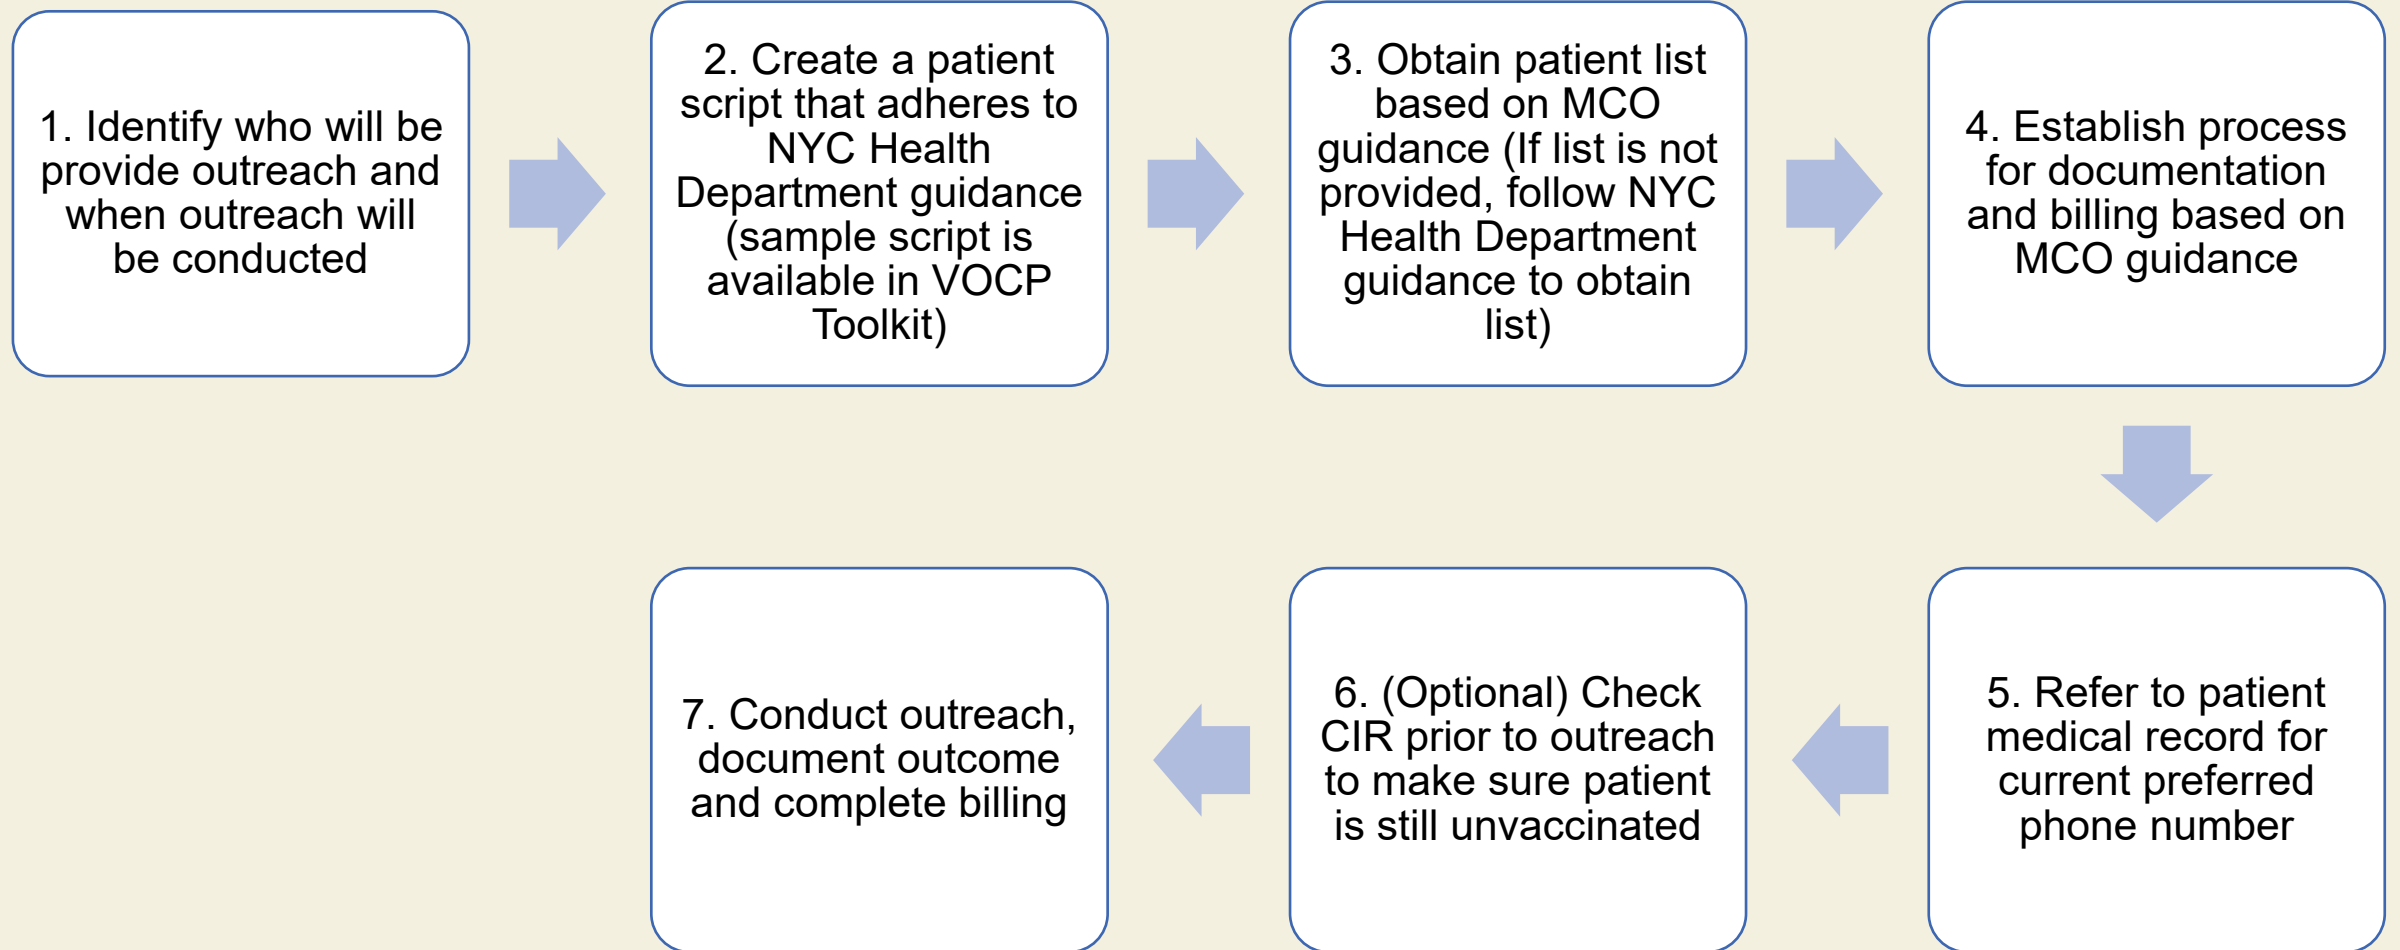 1. Identify who will be
provide outreach and
when outreach will
be conducted
2. Create a patient
script that adheres to
NYC Health
Department guidance
(sample script is
available in VOCP
Toolkit)
3. Obtain patient list
based on MCO
guidance (If list is not
provided, follow NYC
Health Department
guidance to obtain
list)
4. Establish process
for documentation
and billing based on
MCO guidance
5. Refer to patient
medical record for
current preferred
phone number
6. (Optional) Check
CIR prior to outreach
to make sure patient
is still unvaccinated
7. Conduct outreach,
document outcome
and complete billing